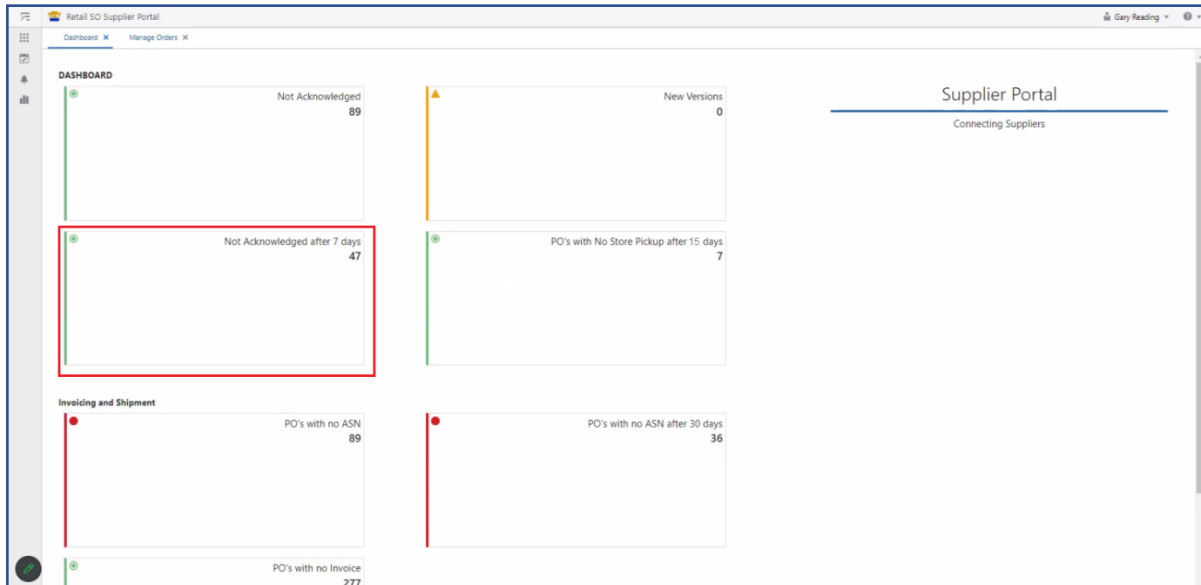 Retail SO Supplier Portal
Gary Reading
Dashboard
Manage Orders
DASHBOARD
Not Acknowledged
89
New Versions
0
Supplier Portal
Connecting Suppliers
Not Acknowledged after 7 days
47
PO's with No Store Pickup after 15 days
7
Invoicing and Shipment
PO's with no ASN
89
PO's with no ASN after 30 days
36
PO's with no Invoice
277